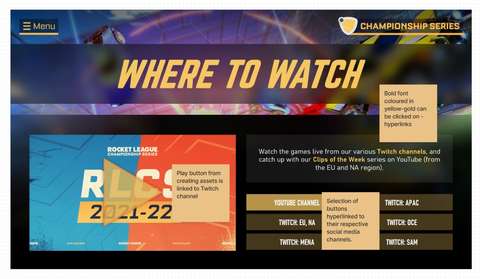 Menu
CHAMPIONSHIP SERIES
WHERE TO WATCH
Bold font
coloured in
yellow-gold can
be clicked on -
hyperlinks
ROCKET LEAGUE
CHAMPIONSHIP SERIES
RLCS
2021-22
Play button from
creating assets is
linked to Twitch
channel
Watch the games live from our various Twitch channels, and
catch up with our Clips of the Week series on YouTube (from
the EU and NA region).
YOUTUBE CHANNEL
TWITCH: APAC
TWITCH: EU, NA
TWITCH: OCE
TWITCH: MENA
TWITCH: SAM
Selection of
buttons
hyperlinked to
their respective
social media
channels.